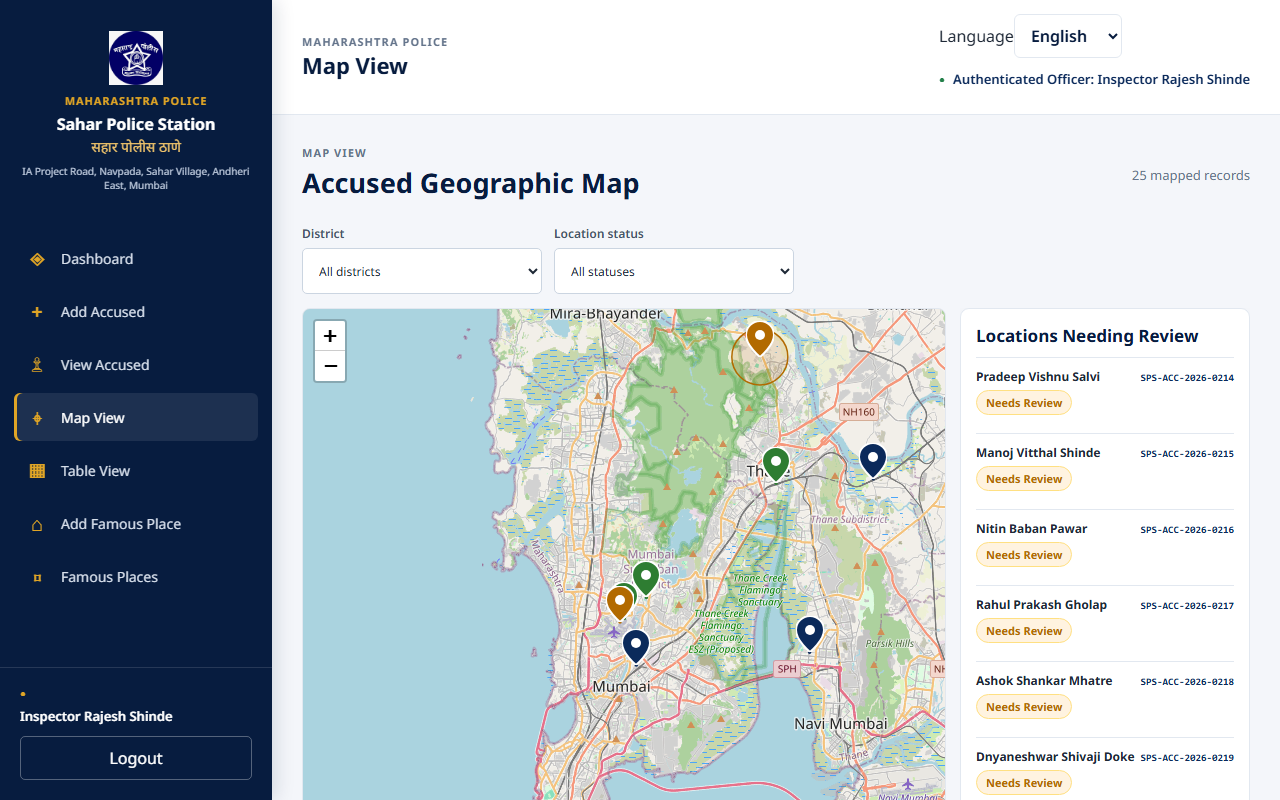 महाराष्ट्र पोलीस
MAHARASHTRA POLICE
Sahar Police Station
सहार पोलीस ठाणे
IA Project Road, Navpada, Sahar Village, Andheri
East, Mumbai
Dashboard
Add Accused
View Accused
Map View
Table View
Add Famous Place
Famous Places
Inspector Rajesh Shinde
Logout
MAHARASHTRA POLICE
Map View
Language
English
• Authenticated Officer: Inspector Rajesh Shinde
MAP VIEW
Accused Geographic Map
25 mapped records
District
Location status
All districts
All statuses
+
−
Mira-Bhayander
NH160
Thane Subdistrict
Mumbai
Maharashtra
Thane Creek
Flamingo
Sanctuary
Thane Creek
Flamingo
Sanctuary
ESZ (Proposed)
Parsik Hills
SPH
NH
Mumbai
Navi Mumbai
Thane
Navi Mumbai
Locations Needing Review
Pradeep Vishnu Salvi SPS-ACC-2026-0214
Needs Review
Manoj Vitthal Shinde SPS-ACC-2026-0215
Needs Review
Nitin Baban Pawar SPS-ACC-2026-0216
Needs Review
Rahul Prakash Gholap SPS-ACC-2026-0217
Needs Review
Ashok Shankar Mhatre SPS-ACC-2026-0218
Needs Review
Dnyaneshwar Shivaji Doke SPS-ACC-2026-0219
Needs Review